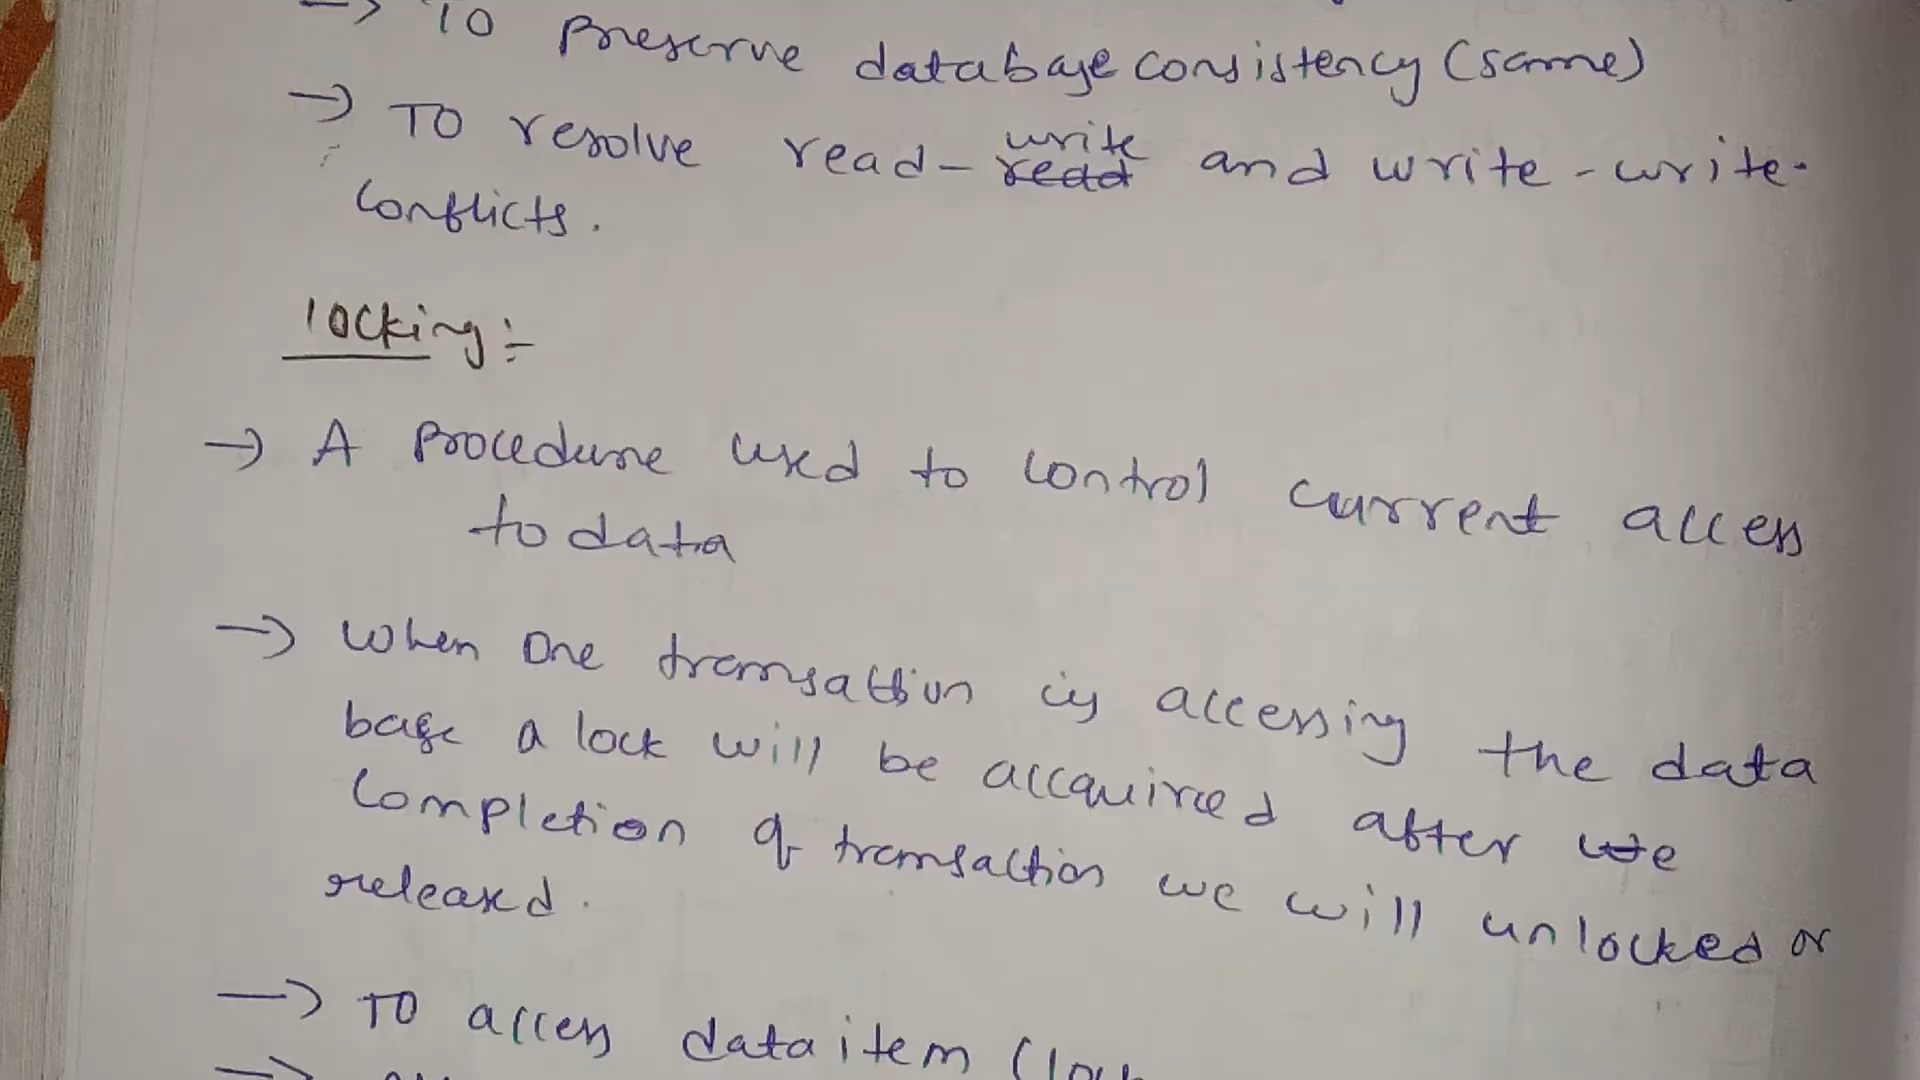 → To preserve database consistency (same)
→ TO resolve read-write and write-write-
conflicts.
locking:-
→ A procedure used to control current access
to data
→ when one transaction is accessing the data
base a lock will be accquired after the
completion of transaction we will unlocked or
released.
→ TO access data item (lock
→